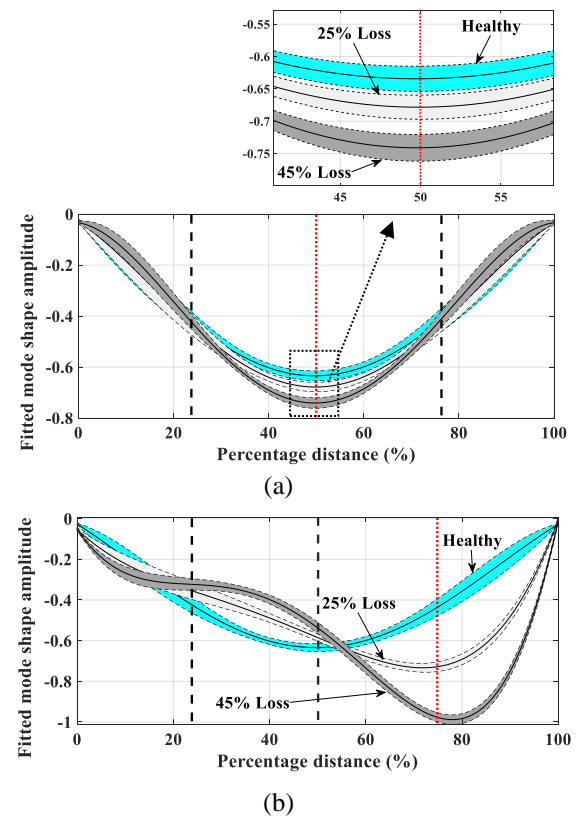 -0.55
-0.6
-0.65
-0.7
-0.75
25% Loss
Healthy
45% Loss
45 50 55
0
-0.2
-0.4
-0.6
-0.8
Fitted mode shape amplitude
0 20 40 60 80 100
Percentage distance (%)
(a)
0
-0.2
-0.4
-0.6
-0.8
-1
Fitted mode shape amplitude
Healthy
25% Loss
45% Loss
0 20 40 60 80 100
Percentage distance (%)
(b)